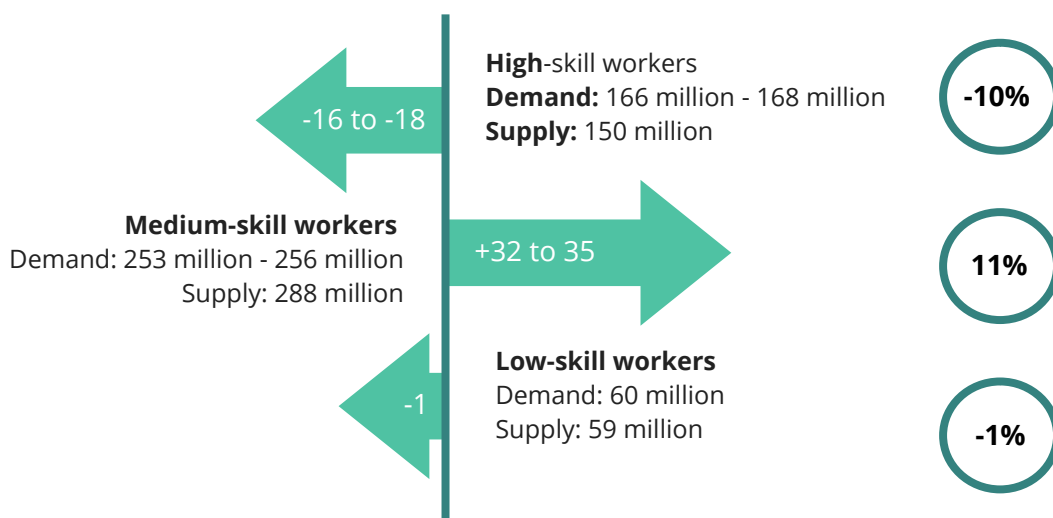 High-skill workers
Demand: 166 million - 168 million
Supply: 150 million
-16 to -18
-10%
Medium-skill workers
Demand: 253 million - 256 million
Supply: 288 million
+32 to 35
11%
Low-skill workers
Demand: 60 million
Supply: 59 million
-1
-1%